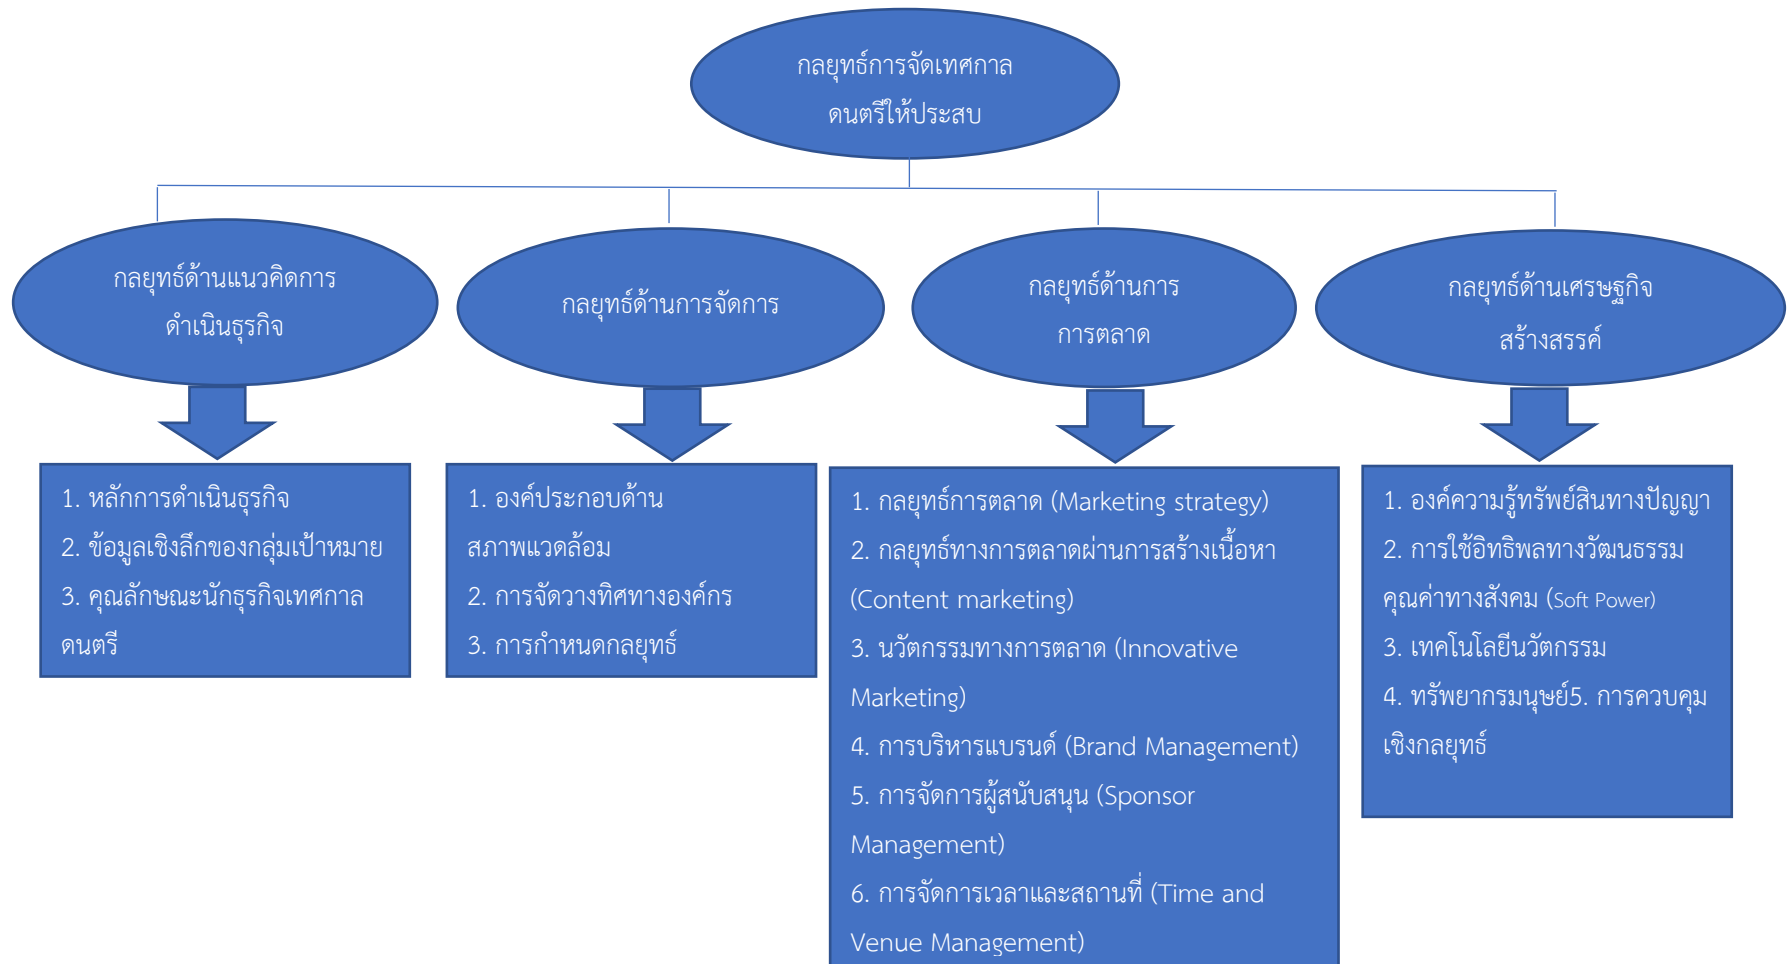 กลยุทธ์การจัดเทศกาล
ดนตรีให้ประสบ
กลยุทธ์ด้านแนวคิดการ
ดำเนินธุรกิจ
กลยุทธ์ด้านการจัดการ
กลยุทธ์ด้านการ
การตลาด
กลยุทธ์ด้านเศรษฐกิจ
สร้างสรรค์
1. หลักการดำเนินธุรกิจ
2. ข้อมูลเชิงลึกของกลุ่มเป้าหมาย
3. คุณลักษณะนักธุรกิจเทศกาล
ดนตรี
1. องค์ประกอบด้าน
สภาพแวดล้อม
2. การจัดวางทิศทางองค์กร
3. การกำหนดกลยุทธ์
1. กลยุทธ์การตลาด (Marketing strategy)
2. กลยุทธ์ทางการตลาดผ่านการสร้างเนื้อหา
(Content marketing)
3. นวัตกรรมทางการตลาด (Innovative
Marketing)
4. การบริหารแบรนด์ (Brand Management)
5. การจัดการผู้สนับสนุน (Sponsor
Management)
6. การจัดการเวลาและสถานที่ (Time and
Venue Management)
1. องค์ความรู้ทรัพย์สินทางปัญญา
2. การใช้อิทธิพลทางวัฒนธรรม
คุณค่าทางสังคม (Soft Power)
3. เทคโนโลยีนวัตกรรม
4. ทรัพยากรมนุษย์5. การควบคุม
เชิงกลยุทธ์